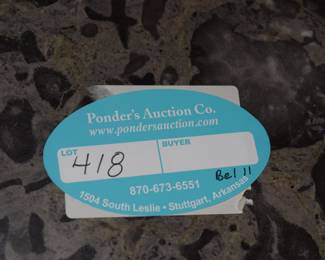 Ponder's Auction Co.
www.pondersauction.com
LOT 418 BUYER
870-673-6551
Bel 11
1504 South Leslie • Stuttgart, Arkansas